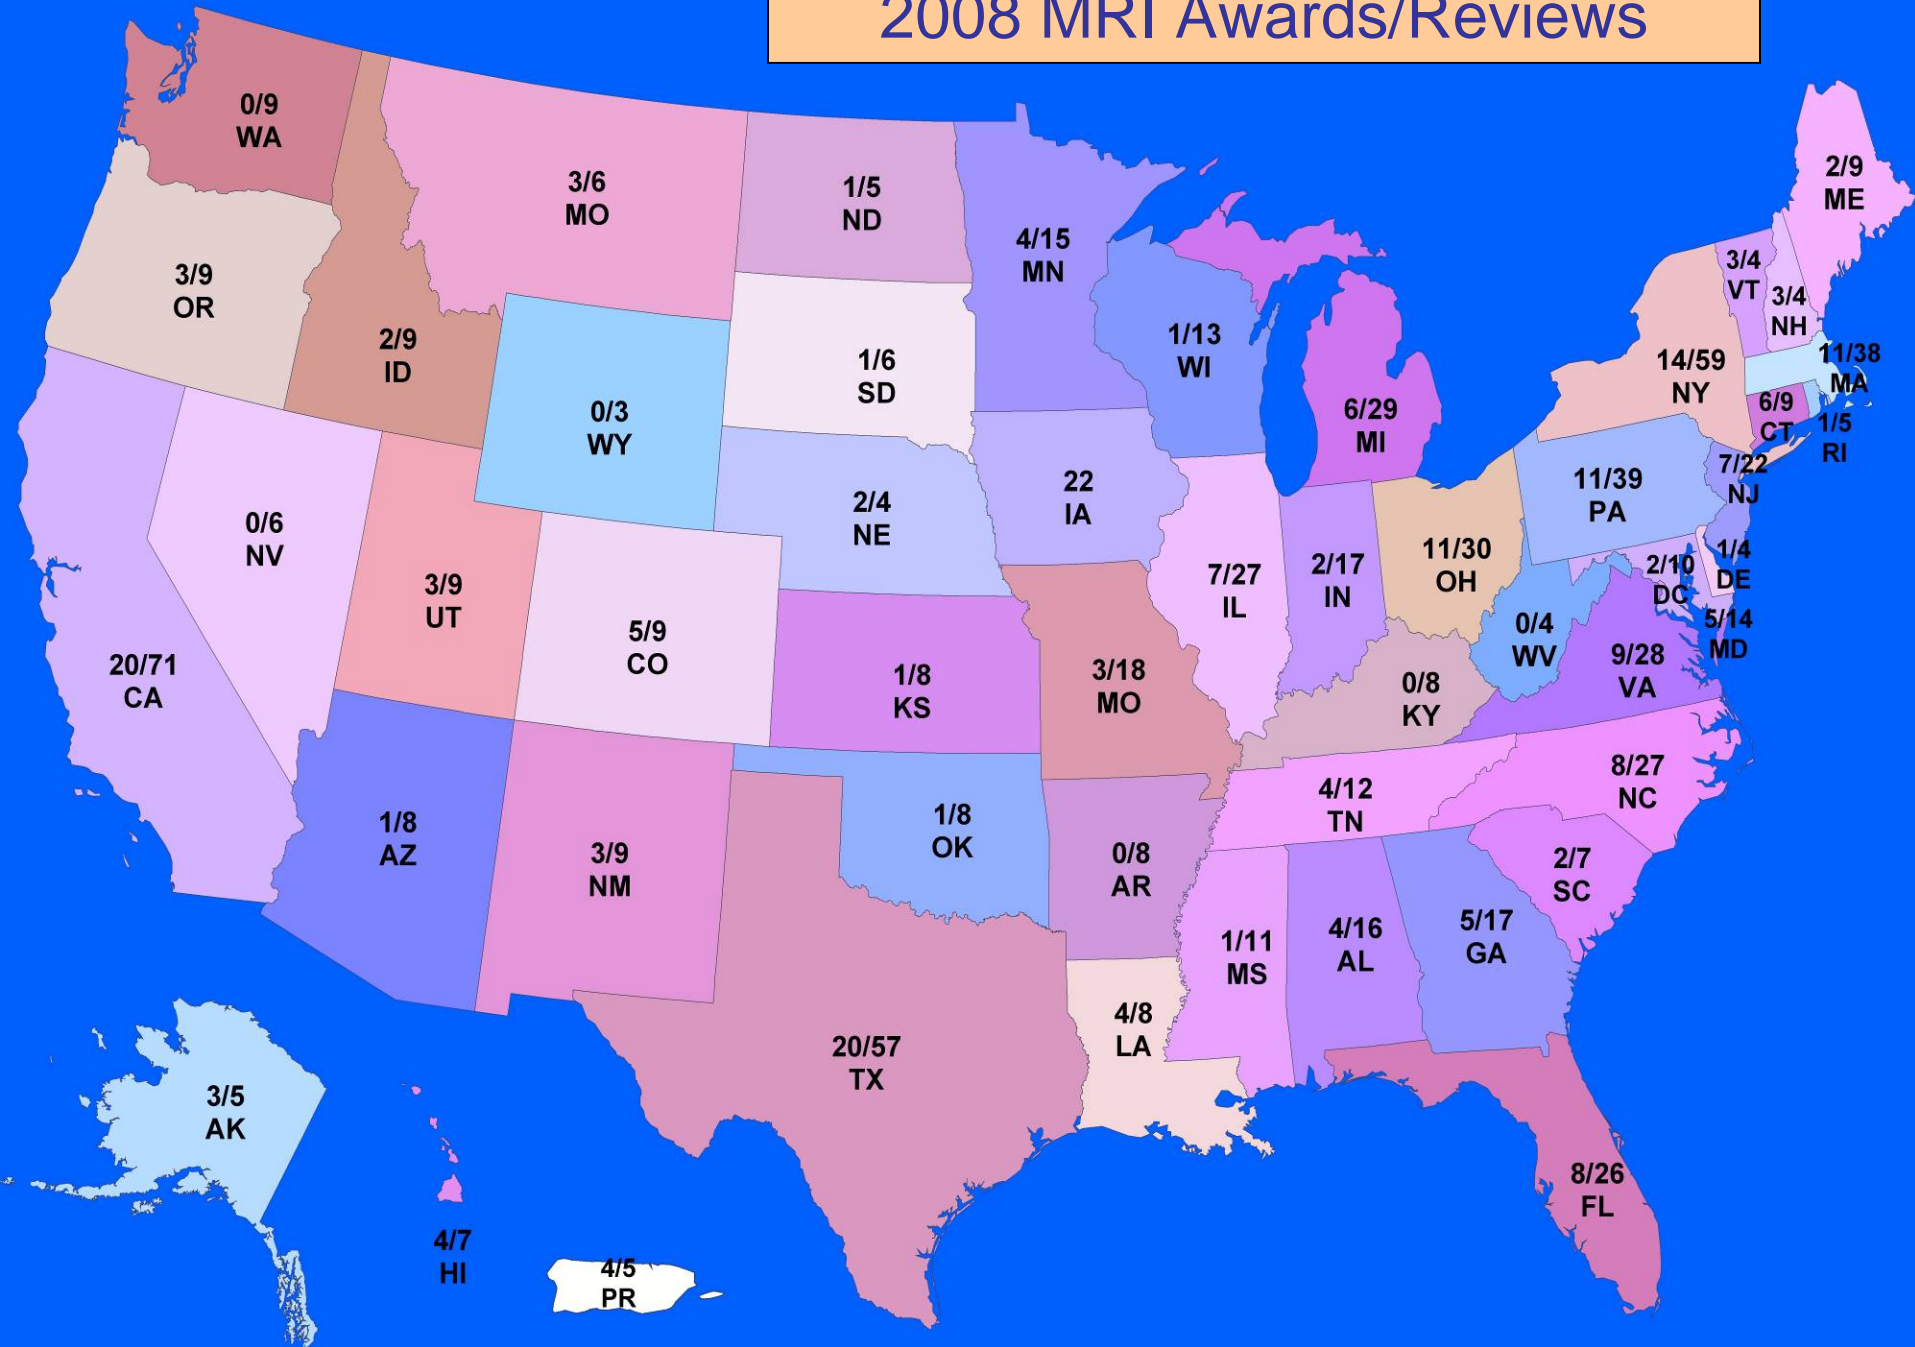 2008 MRI Awards/Reviews
0/9
WA
3/6
MO
1/5
ND
4/15
MN
2/9
ME
3/9
OR
2/9
ID
0/3
WY
1/6
SD
1/13
WI
6/29
MI
14/59
NY
3/4
VT
3/4
NH
11/38
MA
6/9
CT
1/5
RI
7/22
NJ
11/39
PA
20/71
CA
0/6
NV
3/9
UT
5/9
CO
2/4
NE
22
IA
7/27
IL
2/17
IN
11/30
OH
2/10
DC
1/4
DE
5/14
MD
0/4
WV
9/28
VA
1/8
KS
3/18
MO
0/8
KY
1/8
AZ
3/9
NM
1/8
OK
0/8
AR
4/12
TN
8/27
NC
2/7
SC
1/11
MS
4/16
AL
5/17
GA
20/57
TX
4/8
LA
8/26
FL
3/5
AK
4/7
HI
4/5
PR